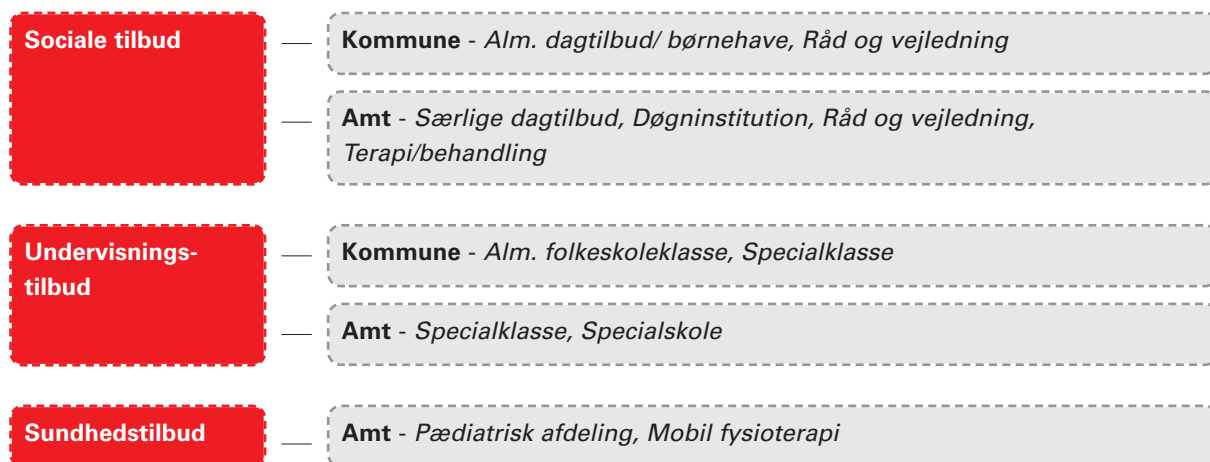 Sociale tilbud
Kommune - Alm. dagtilbud/ børnehave, Råd og vejledning
Amt - Særlige dagtilbud, Døgninstitution, Råd og vejledning,
Terapi/behandling
Undervisnings-
tilbud
Kommune - Alm. folkeskoleklasse, Specialklasse
Amt - Specialklasse, Specialskole
Sundhedstilbud
Amt - Pædiatrisk afdeling, Mobil fysioterapi